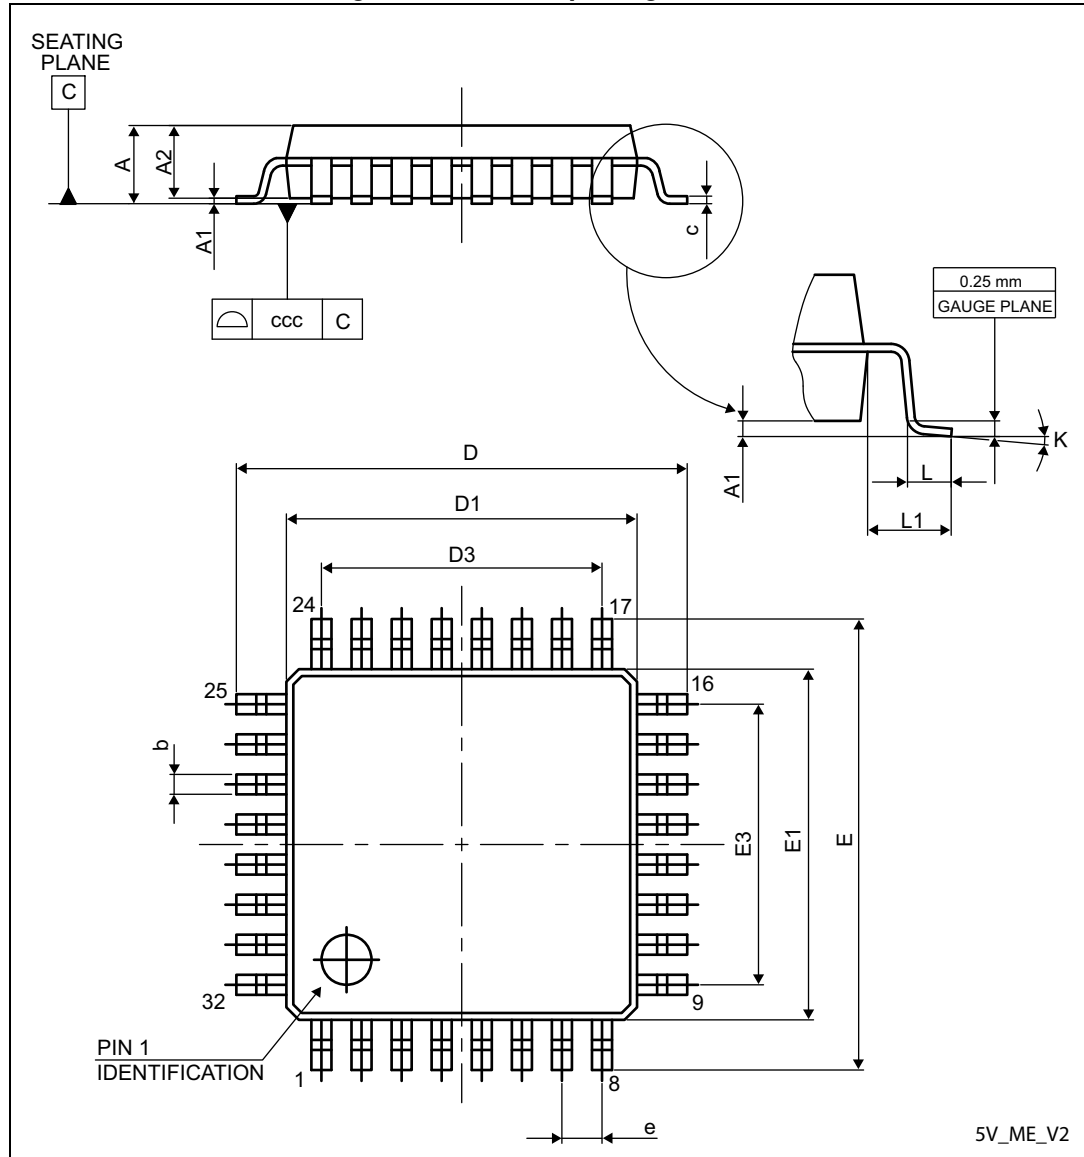 SEATING
PLANE
C
A
A2
A1
c
ccc
C
0.25 mm
GAUGE PLANE
K
A1
L
L1
D
D1
D3
24
17
25
16
b
E3
E1
E
32
9
PIN 1
IDENTIFICATION
1
8
e
5V_ME_V2